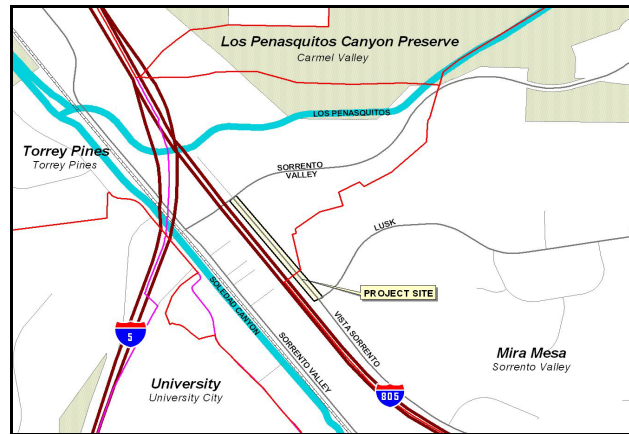 Los Penasquitos Canyon Preserve
Carmel Valley
LOS PENASQUITOS
Torrey Pines
Torrey Pines
SORRENTO
VALLEY
LUSK
PROJECT SITE
SOLEDAD CANYON
SORRENTO VALLEY
VISTA SORRENTO
5
Mira Mesa
Sorrento Valley
University
University City
805